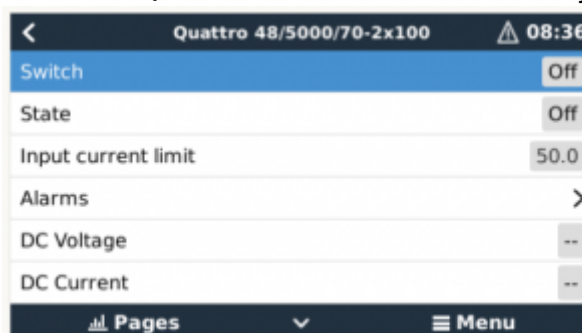 Quattro 48/5000/70-2x100 08:36
Switch Off
State Off
Input current limit 50.0
Alarms
DC Voltage --
DC Current --
Pages Menu